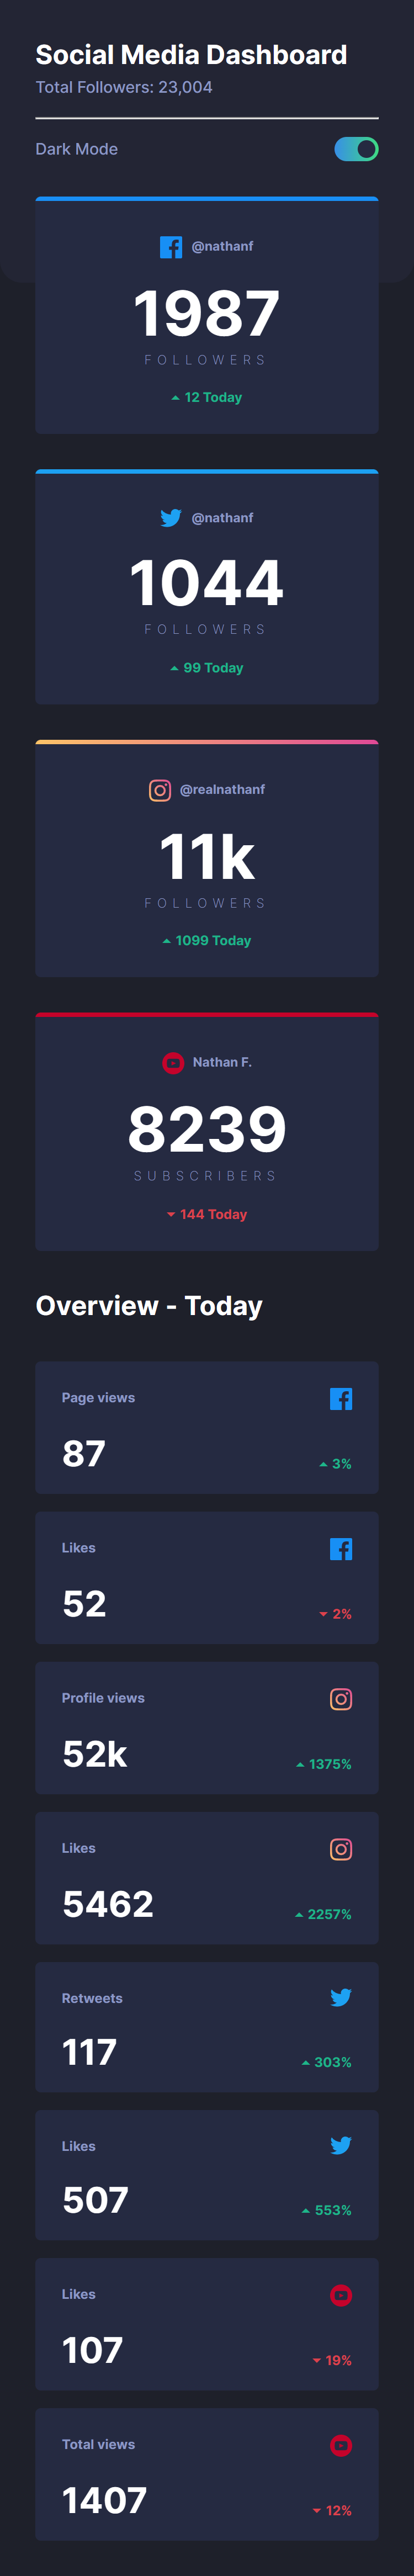 Social Media Dashboard
Total Followers: 23,004
Dark Mode
@nathanf
1987
FOLLOWERS
12 Today
@nathanf
1044
FOLLOWERS
99 Today
@realnathanf
11k
FOLLOWERS
1099 Today
Nathan F.
8239
SUBSCRIBERS
144 Today
Overview - Today
Page views
87
3%
Likes
52
2%
Profile views
52k
1375%
Likes
5462
2257%
Retweets
117
303%
Likes
507
553%
Likes
107
19%
Total views
1407
12%